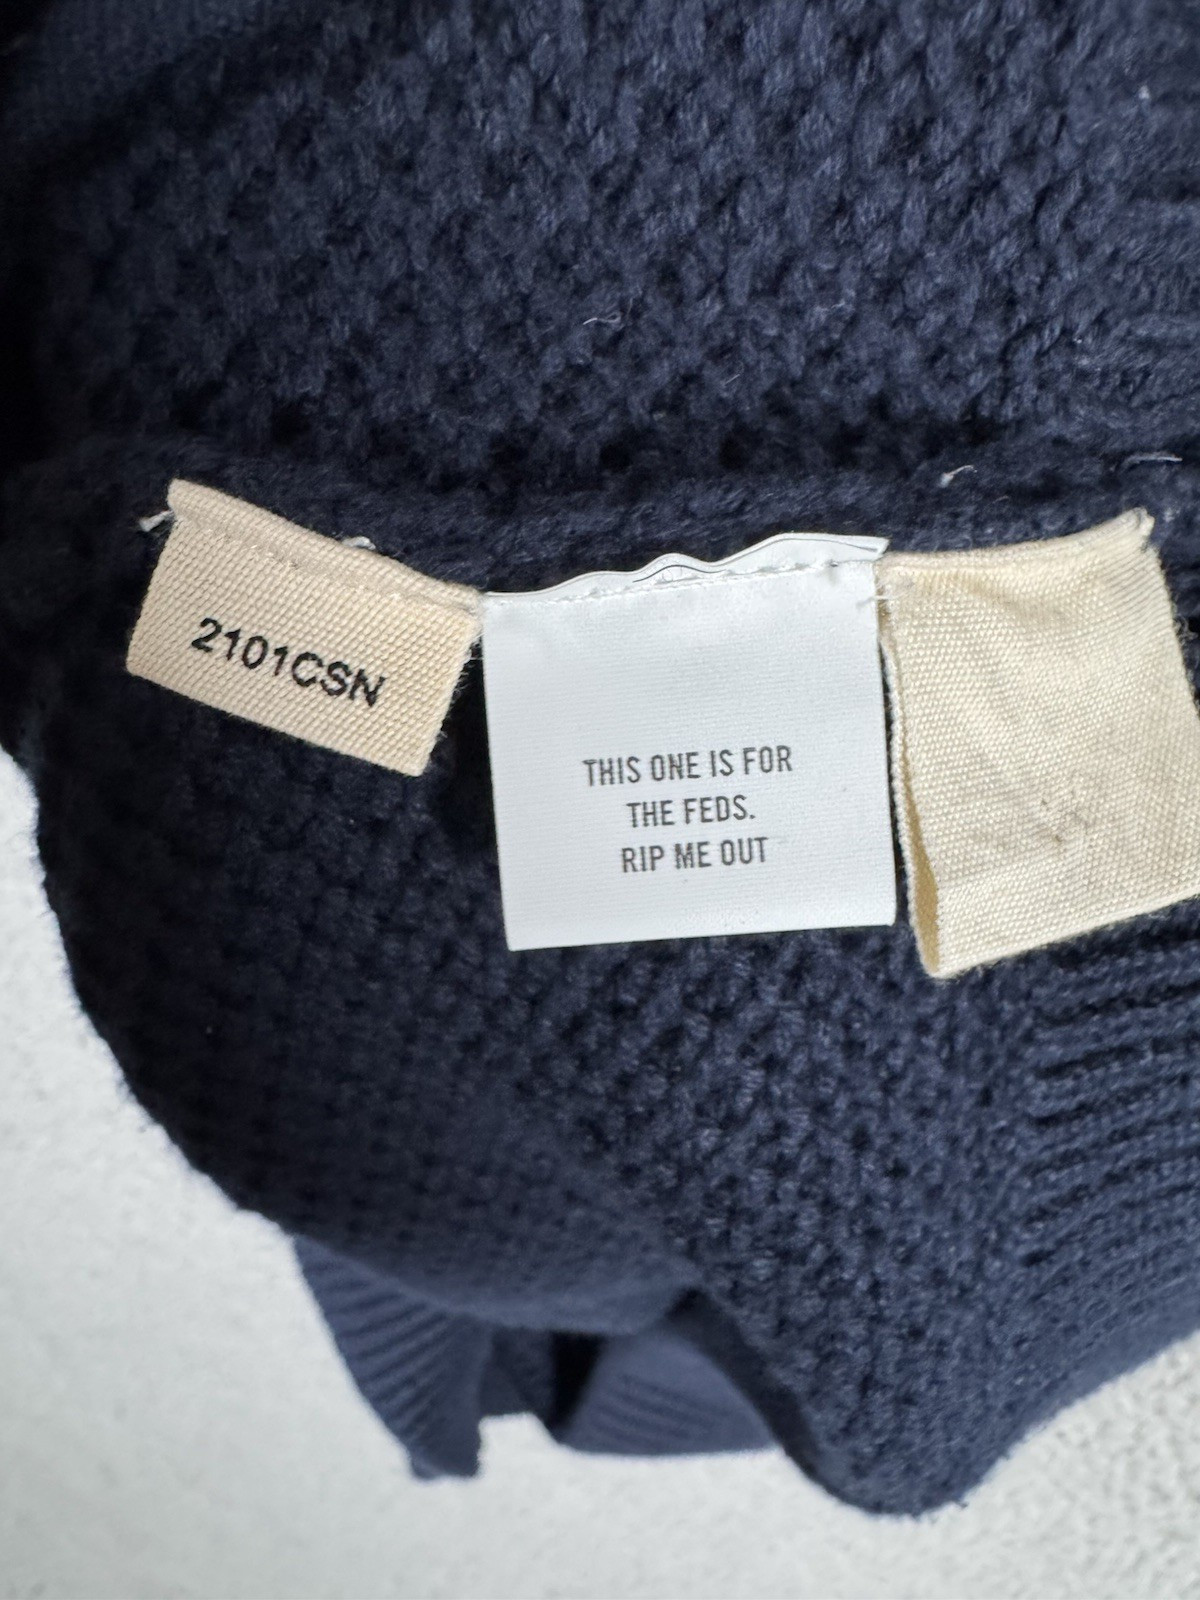 2101CSN
THIS ONE IS FOR
THE FEDS.
RIP ME OUT